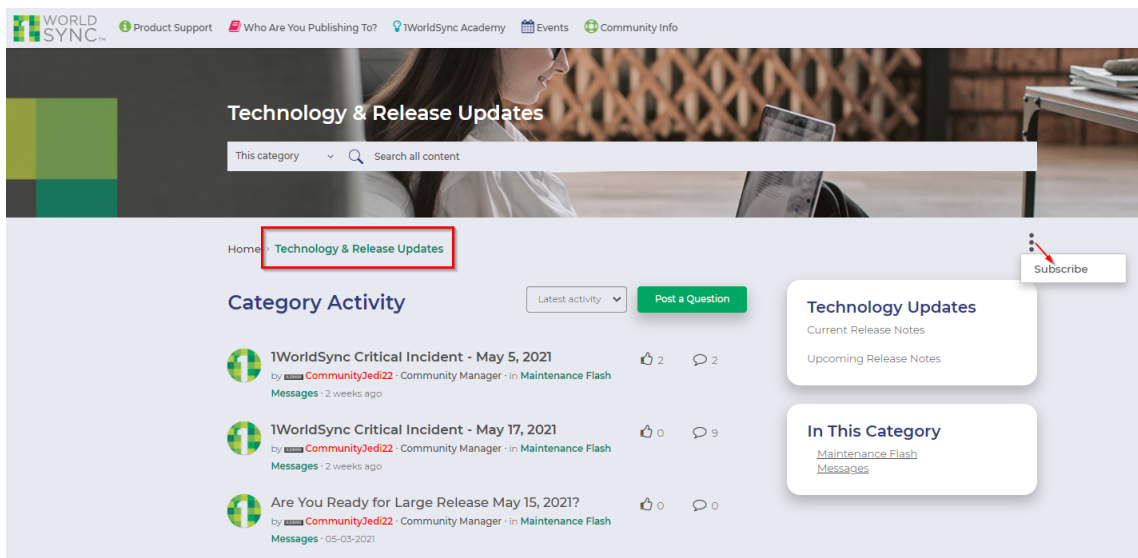 WORLD
SYNC™
Product Support
Who Are You Publishing To?
1WorldSync Academy
Events
Community Info
Technology & Release Updates
This category
Search all content
Home › Technology & Release Updates
Subscribe
Category Activity
Latest activity
Post a Question
1WorldSync Critical Incident - May 5, 2021
2
2
by ADMIN CommunityJedi22 · Community Manager · in Maintenance Flash
Messages · 2 weeks ago
1WorldSync Critical Incident - May 17, 2021
0
9
by ADMIN CommunityJedi22 · Community Manager · in Maintenance Flash
Messages · 2 weeks ago
Are You Ready for Large Release May 15, 2021?
0
0
by ADMIN CommunityJedi22 · Community Manager · in Maintenance Flash
Messages · 05-03-2021
Technology Updates
Current Release Notes
Upcoming Release Notes
In This Category
Maintenance Flash
Messages